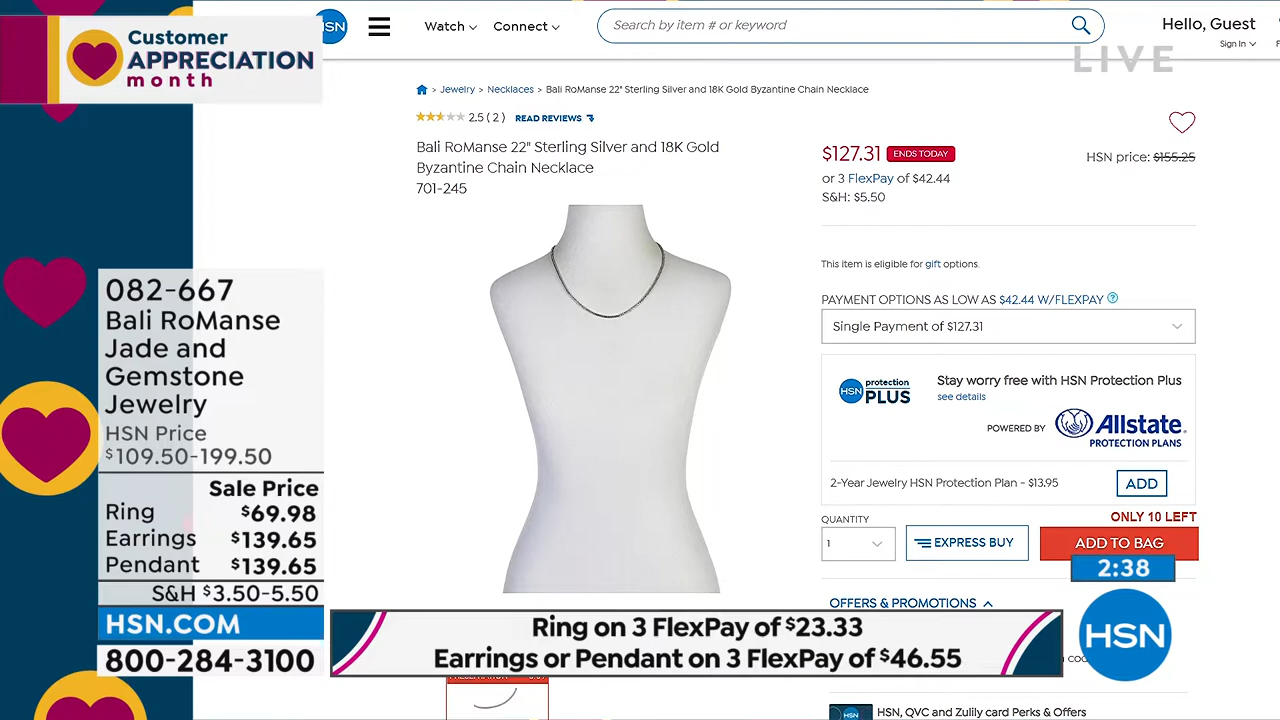 Customer
APPRECIATION
month
HSN
Watch
Connect
Search by item # or keyword
Hello, Guest
Sign In
LIVE
> Jewelry > Necklaces > Bali RoManse 22" Sterling Silver and 18K Gold Byzantine Chain Necklace
2.5 ( 2 ) READ REVIEWS
Bali RoManse 22" Sterling Silver and 18K Gold
Byzantine Chain Necklace
701-245
$127.31 ENDS TODAY
HSN price: $155.25
or 3 FlexPay of $42.44
S&H: $5.50
This item is eligible for gift options.
PAYMENT OPTIONS AS LOW AS $42.44 W/FLEXPAY ?
Single Payment of $127.31
HSN protection PLUS
Stay worry free with HSN Protection Plus
see details
POWERED BY Allstate
PROTECTION PLANS
2-Year Jewelry HSN Protection Plan - $13.95 ADD
ONLY 10 LEFT
QUANTITY
1
EXPRESS BUY
ADD TO BAG
2:38
OFFERS & PROMOTIONS
HSN
HSN, QVC and Zulily card Perks & Offers
082-667
Bali RoManse
Jade and
Gemstone
Jewelry
HSN Price
$109.50-199.50
Sale Price
Ring $69.98
Earrings $139.65
Pendant $139.65
S&H $3.50-5.50
HSN.COM
800-284-3100
Ring on 3 FlexPay of $23.33
Earrings or Pendant on 3 FlexPay of $46.55